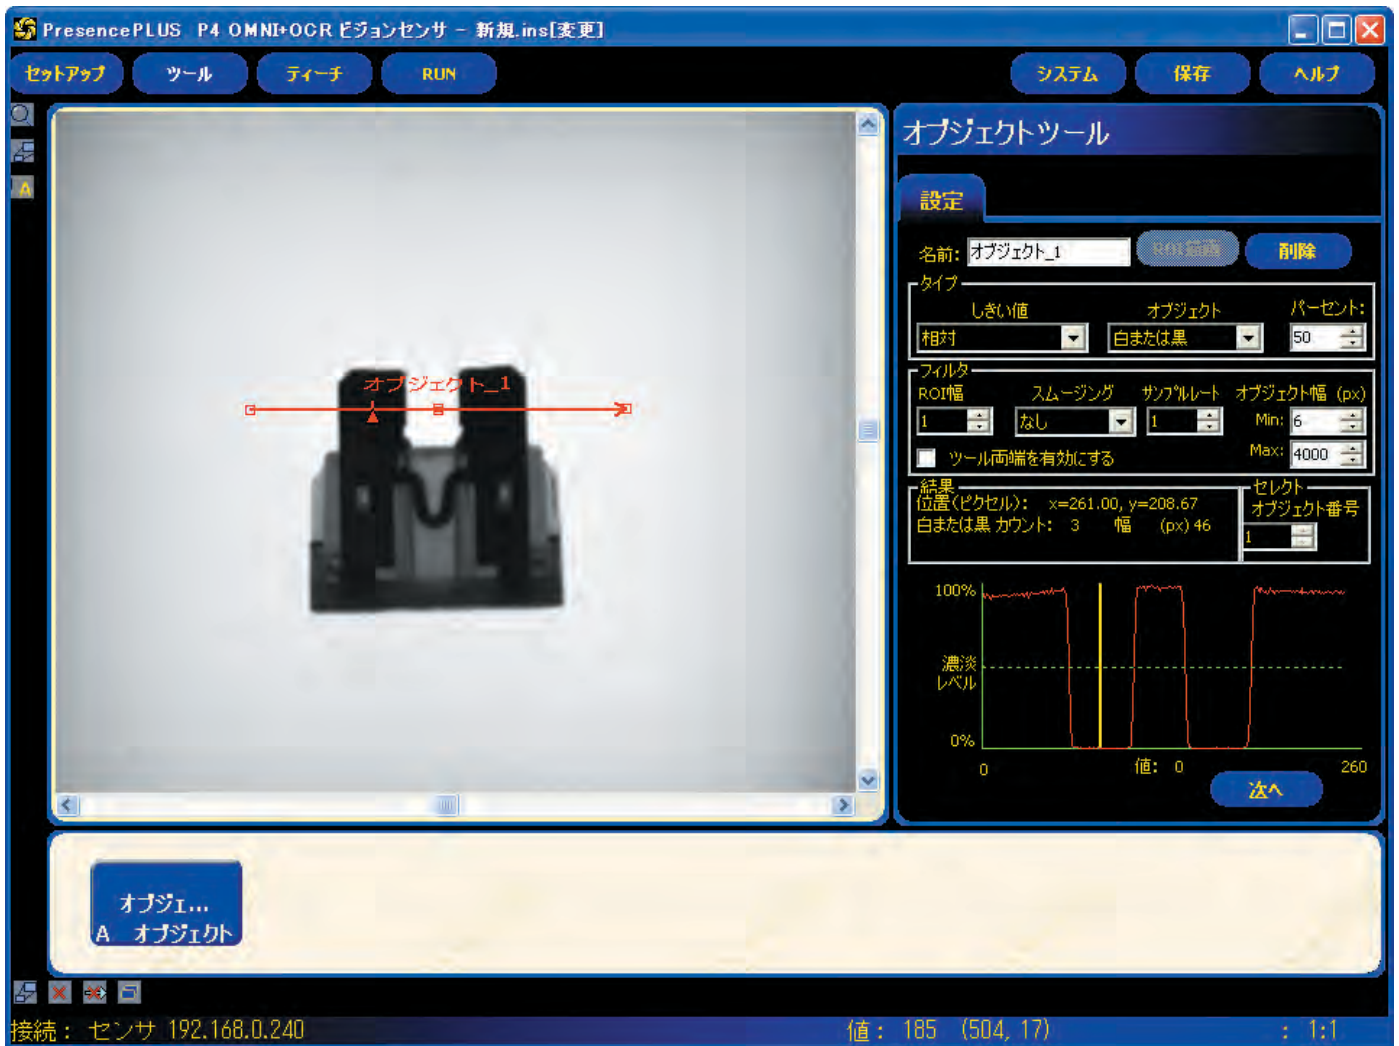 PresencePLUS P4 OMNI+OCR ビジョンセンサ - 新規.ins[変更]
セットアップ ツール ティーチ RUN システム 保存 ヘルプ
A
オブジェクト_1
オブジェクトツール
設定
名前: オブジェクト_1 ROI描画 削除
タイプ
しきい値 オブジェクト パーセント:
相対 白または黒 50
フィルタ
ROI幅 スムージング サンプルレート オブジェクト幅 (px)
1 なし 1 Min: 6
ツール両端を有効にする Max: 4000
結果
位置(ピクセル): x=261.00, y=208.67
白または黒 カウント: 3 幅 (px) 46
セレクト
オブジェクト番号
1
100%
濃淡
レベル
0%
0 値: 0 260
次へ
オブジェ...
A オブジェクト
接続: センサ 192.168.0.240 値: 185 (504, 17) : 1:1